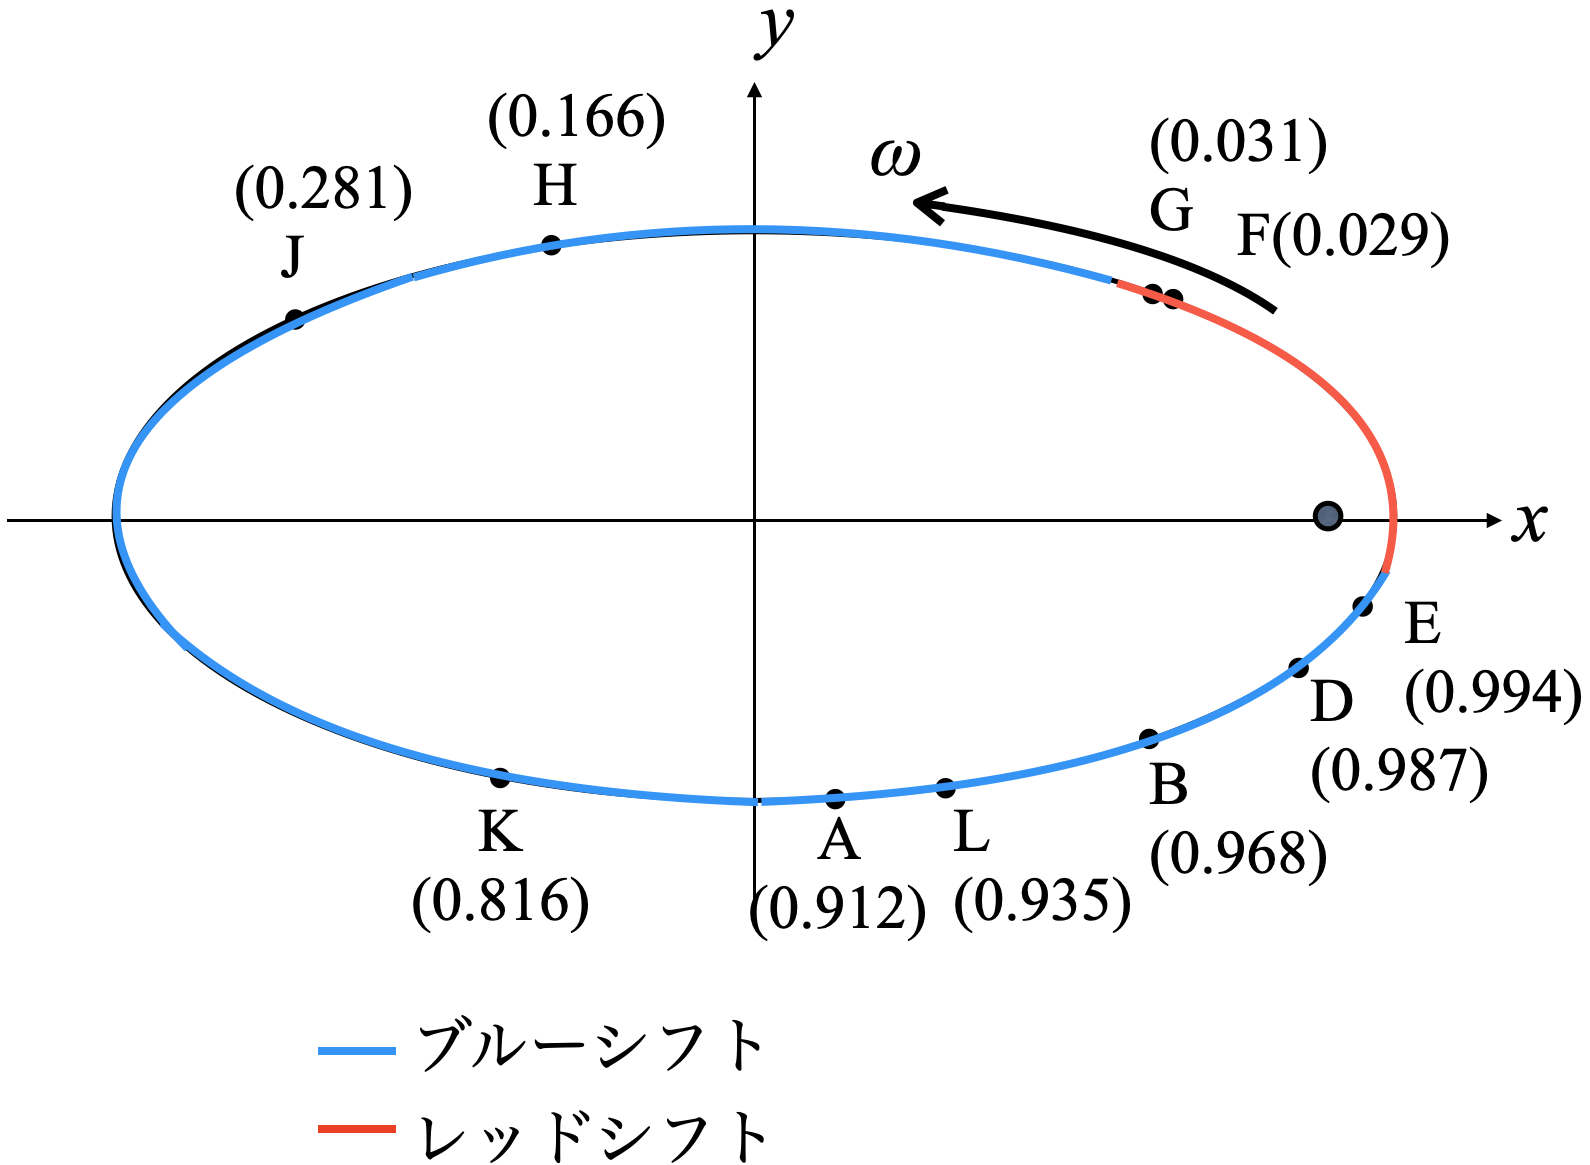 y
(0.166)
H
(0.281)
J
ω
(0.031)
G
F(0.029)
x
E
(0.994)
D
(0.987)
B
(0.968)
K
(0.816)
A
(0.912)
L
(0.935)
ブルーシフト
レッドシフト